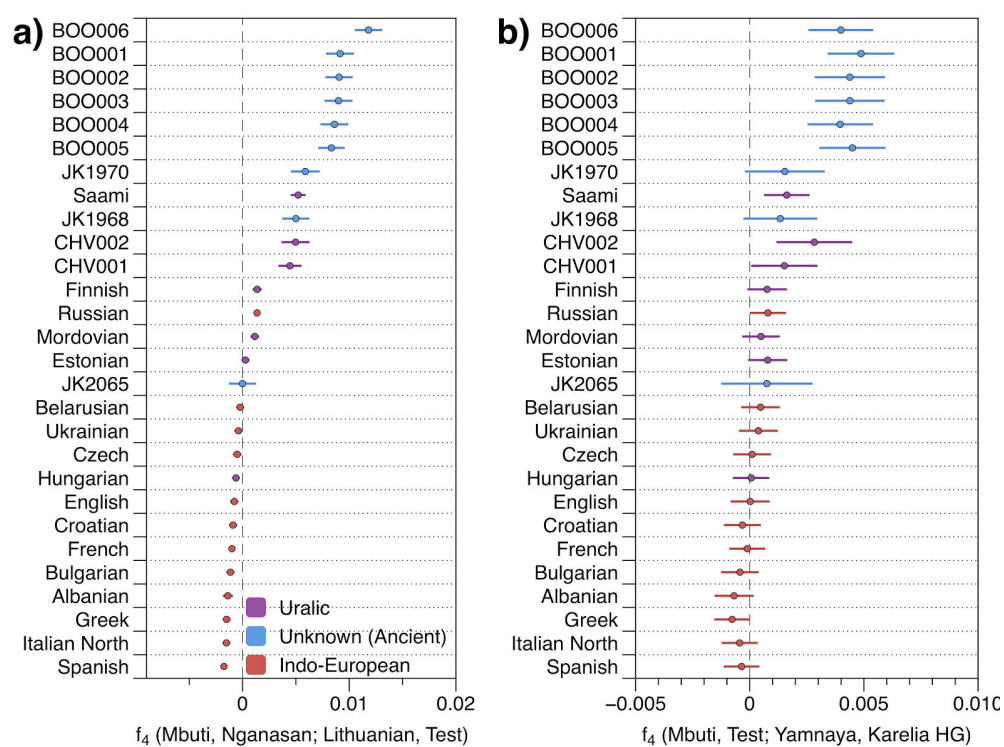 a)
BOO006
BOO001
BOO002
BOO003
BOO004
BOO005
JK1970
Saami
JK1968
CHV002
CHV001
Finnish
Russian
Mordovian
Estonian
JK2065
Belarusian
Ukrainian
Czech
Hungarian
English
Croatian
French
Bulgarian
Albanian
Greek
Italian North
Spanish
Uralic
Unknown (Ancient)
Indo-European
0 0.01 0.02
f4 (Mbuti, Nganasan; Lithuanian, Test)
b)
BOO006
BOO001
BOO002
BOO003
BOO004
BOO005
JK1970
Saami
JK1968
CHV002
CHV001
Finnish
Russian
Mordovian
Estonian
JK2065
Belarusian
Ukrainian
Czech
Hungarian
English
Croatian
French
Bulgarian
Albanian
Greek
Italian North
Spanish
−0.005 0 0.005 0.010
f4 (Mbuti, Test; Yamnaya, Karelia HG)